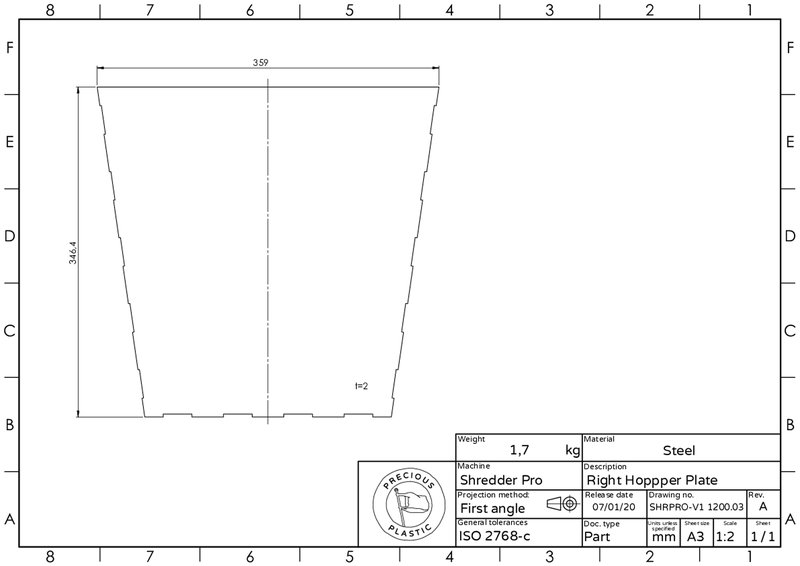 8 7 6 5 4 3 2 1
F F
E E
D D
C C
B B
A A
359
346.4
t=2
Weight
1,7 kg
Material
Steel
Machine
Shredder Pro
Description
Right Hoppper Plate
Projection method:
First angle
Release date
07/01/20
Drawing no.
SHRPRO-V1 1200.03
Rev.
A
General tolerances
ISO 2768-c
Doc. type
Part
Units unless
specified
mm
Sheet size
A3
Scale
1:2
Sheet
1 / 1
PRECIOUS
PLASTIC
8 7 6 5 4 3 2 1